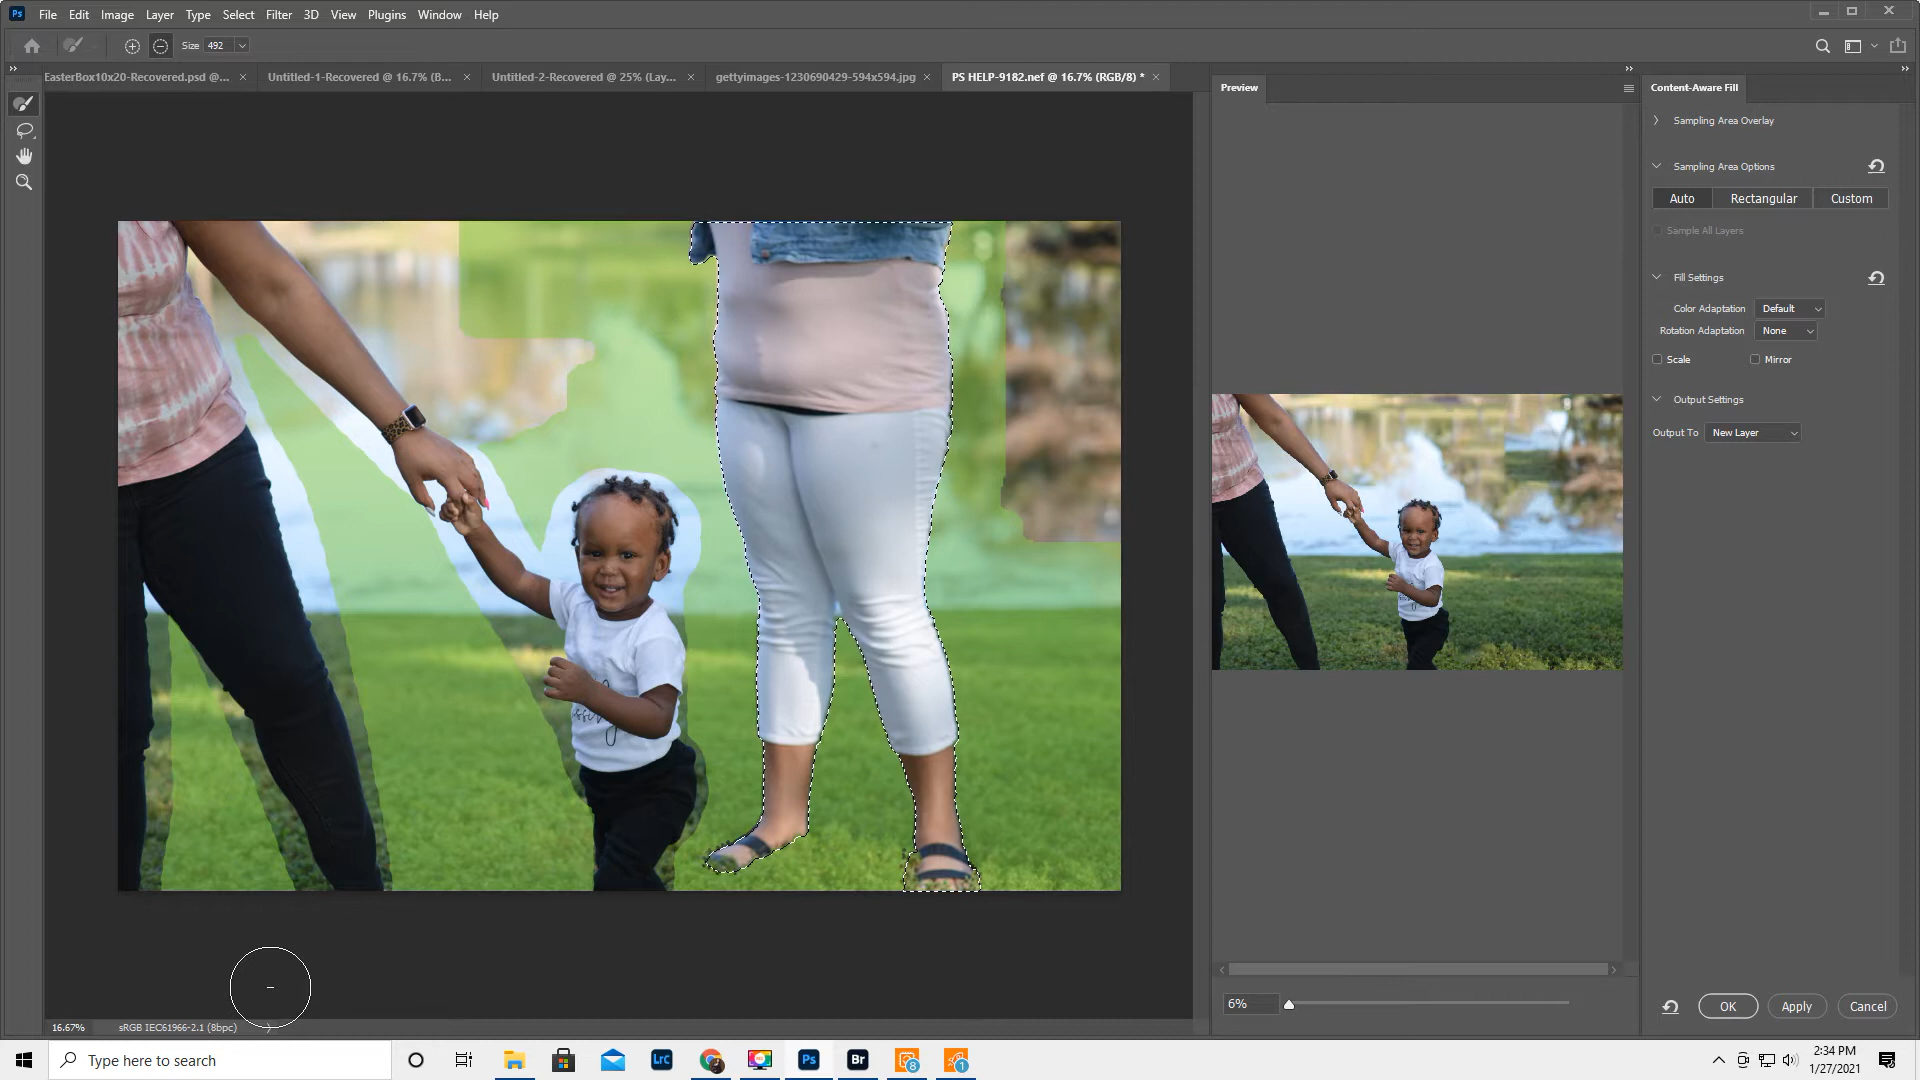 Ps File Edit Image Layer Type Select Filter 3D View Plugins Window Help
Size 492
EasterBox10x20-Recovered.psd @... Untitled-1-Recovered @ 16.7% (B... Untitled-2-Recovered @ 25% (Lay... gettyimages-1230690429-594x594.jpg PS HELP-9182.nef @ 16.7% (RGB/8) *
Preview
Content-Aware Fill
Sampling Area Overlay
Sampling Area Options
Auto Rectangular Custom
Sample All Layers
Fill Settings
Color Adaptation Default
Rotation Adaptation None
Scale Mirror
Output Settings
Output To New Layer
6%
OK Apply Cancel
16.67% sRGB IEC61966-2.1 (8bpc)
Type here to search
LrC Ps Br 8 1
2:34 PM
1/27/2021